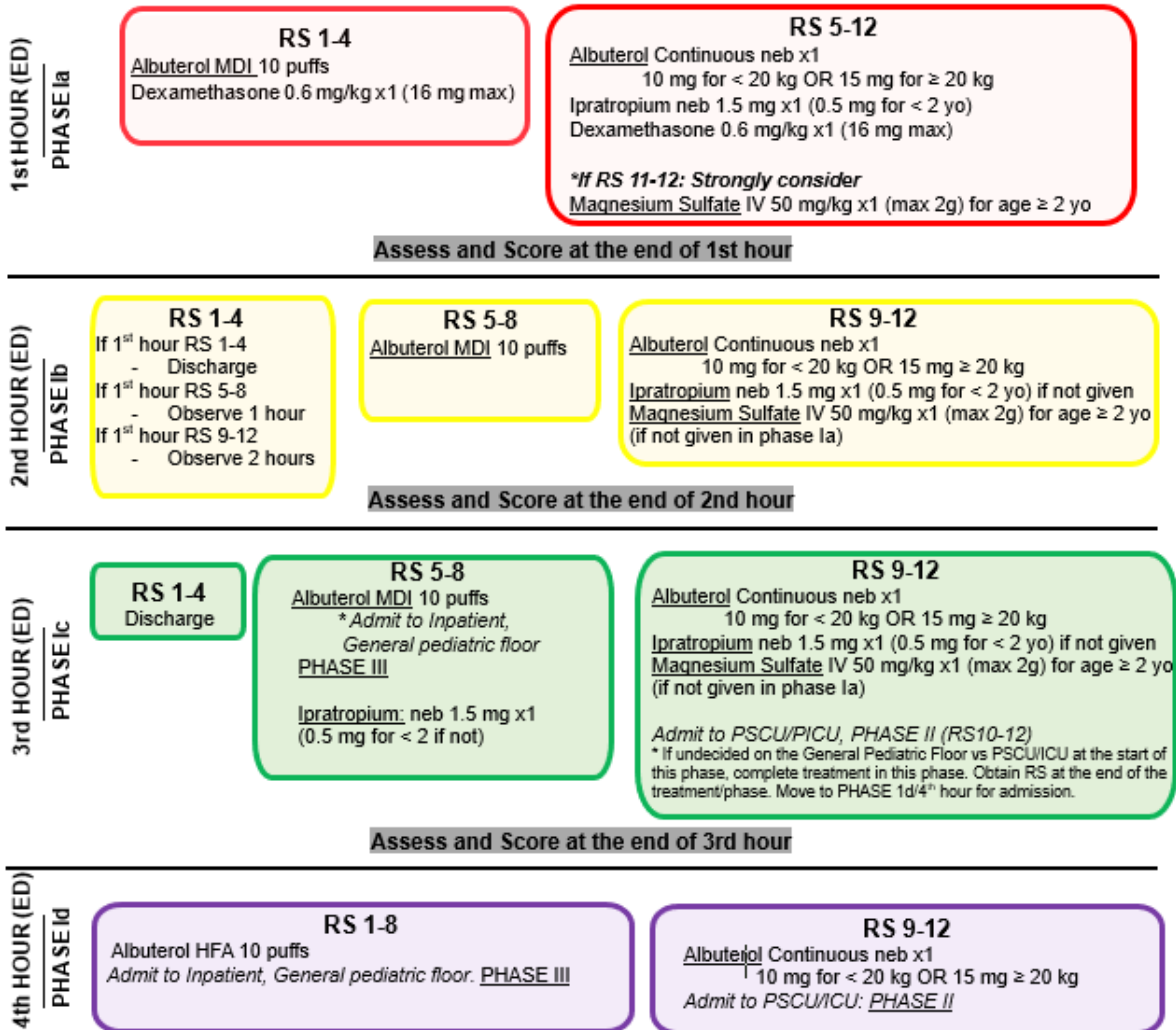 1st HOUR (ED)
PHASE Ia
RS 1-4
Albuterol MDI 10 puffs
Dexamethasone 0.6 mg/kg x1 (16 mg max)
RS 5-12
Albuterol Continuous neb x1
10 mg for < 20 kg OR 15 mg for ≥ 20 kg
Ipratropium neb 1.5 mg x1 (0.5 mg for < 2 yo)
Dexamethasone 0.6 mg/kg x1 (16 mg max)
*If RS 11-12: Strongly consider
Magnesium Sulfate IV 50 mg/kg x1 (max 2g) for age ≥ 2 yo
Assess and Score at the end of 1st hour
2nd HOUR (ED)
PHASE Ib
RS 1-4
If 1st hour RS 1-4
- Discharge
If 1st hour RS 5-8
- Observe 1 hour
If 1st hour RS 9-12
- Observe 2 hours
RS 5-8
Albuterol MDI 10 puffs
RS 9-12
Albuterol Continuous neb x1
10 mg for < 20 kg OR 15 mg ≥ 20 kg
Ipratropium neb 1.5 mg x1 (0.5 mg for < 2 yo) if not given
Magnesium Sulfate IV 50 mg/kg x1 (max 2g) for age ≥ 2 yo
(if not given in phase Ia)
Assess and Score at the end of 2nd hour
3rd HOUR (ED)
PHASE Ic
RS 1-4
Discharge
RS 5-8
Albuterol MDI 10 puffs
* Admit to Inpatient,
General pediatric floor
PHASE III
Ipratropium: neb 1.5 mg x1
(0.5 mg for < 2 if not)
RS 9-12
Albuterol Continuous neb x1
10 mg for < 20 kg OR 15 mg ≥ 20 kg
Ipratropium neb 1.5 mg x1 (0.5 mg for < 2 yo) if not given
Magnesium Sulfate IV 50 mg/kg x1 (max 2g) for age ≥ 2 yo
(if not given in phase Ia)
Admit to PSCU/PICU, PHASE II (RS10-12)
* If undecided on the General Pediatric Floor vs PSCU/ICU at the start of
this phase, complete treatment in this phase. Obtain RS at the end of the
treatment/phase. Move to PHASE 1d/4th hour for admission.
Assess and Score at the end of 3rd hour
4th HOUR (ED)
PHASE Id
RS 1-8
Albuterol HFA 10 puffs
Admit to Inpatient, General pediatric floor. PHASE III
RS 9-12
Albuterol Continuous neb x1
10 mg for < 20 kg OR 15 mg ≥ 20 kg
Admit to PSCU/ICU: PHASE II